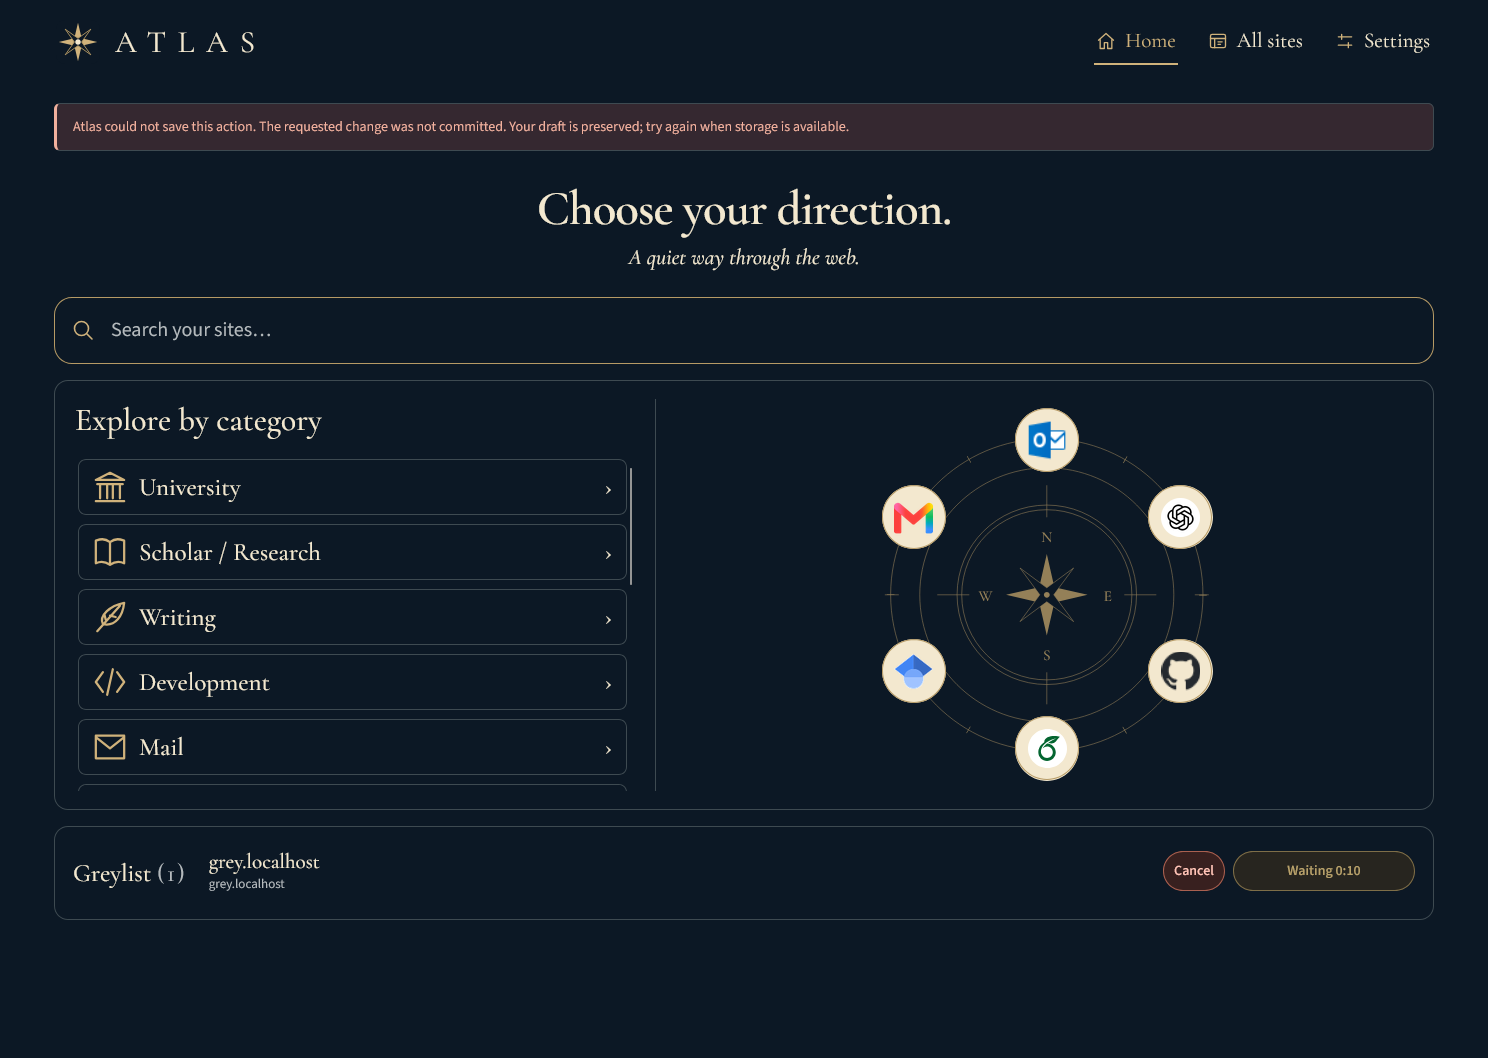 ATLAS
Home
All sites
Settings
Atlas could not save this action. The requested change was not committed. Your draft is preserved; try again when storage is available.
Choose your direction.
A quiet way through the web.
Search your sites…
Explore by category
University ›
Scholar / Research ›
Writing ›
Development ›
Mail ›
N
W
E
S
Greylist (1)
grey.localhost
grey.localhost
Cancel
Waiting 0:10